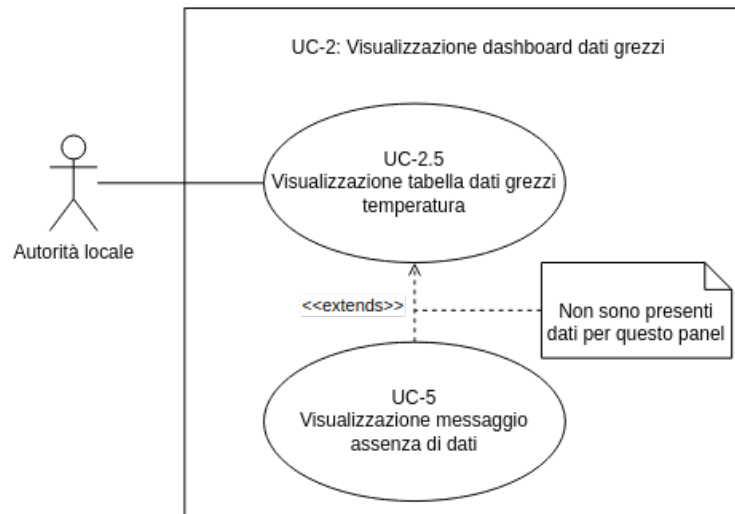 UC-2: Visualizzazione dashboard dati grezzi
UC-2.5
Visualizzazione tabella dati grezzi
temperatura
Autorità locale
<<extends>>
Non sono presenti
dati per questo panel
UC-5
Visualizzazione messaggio
assenza di dati